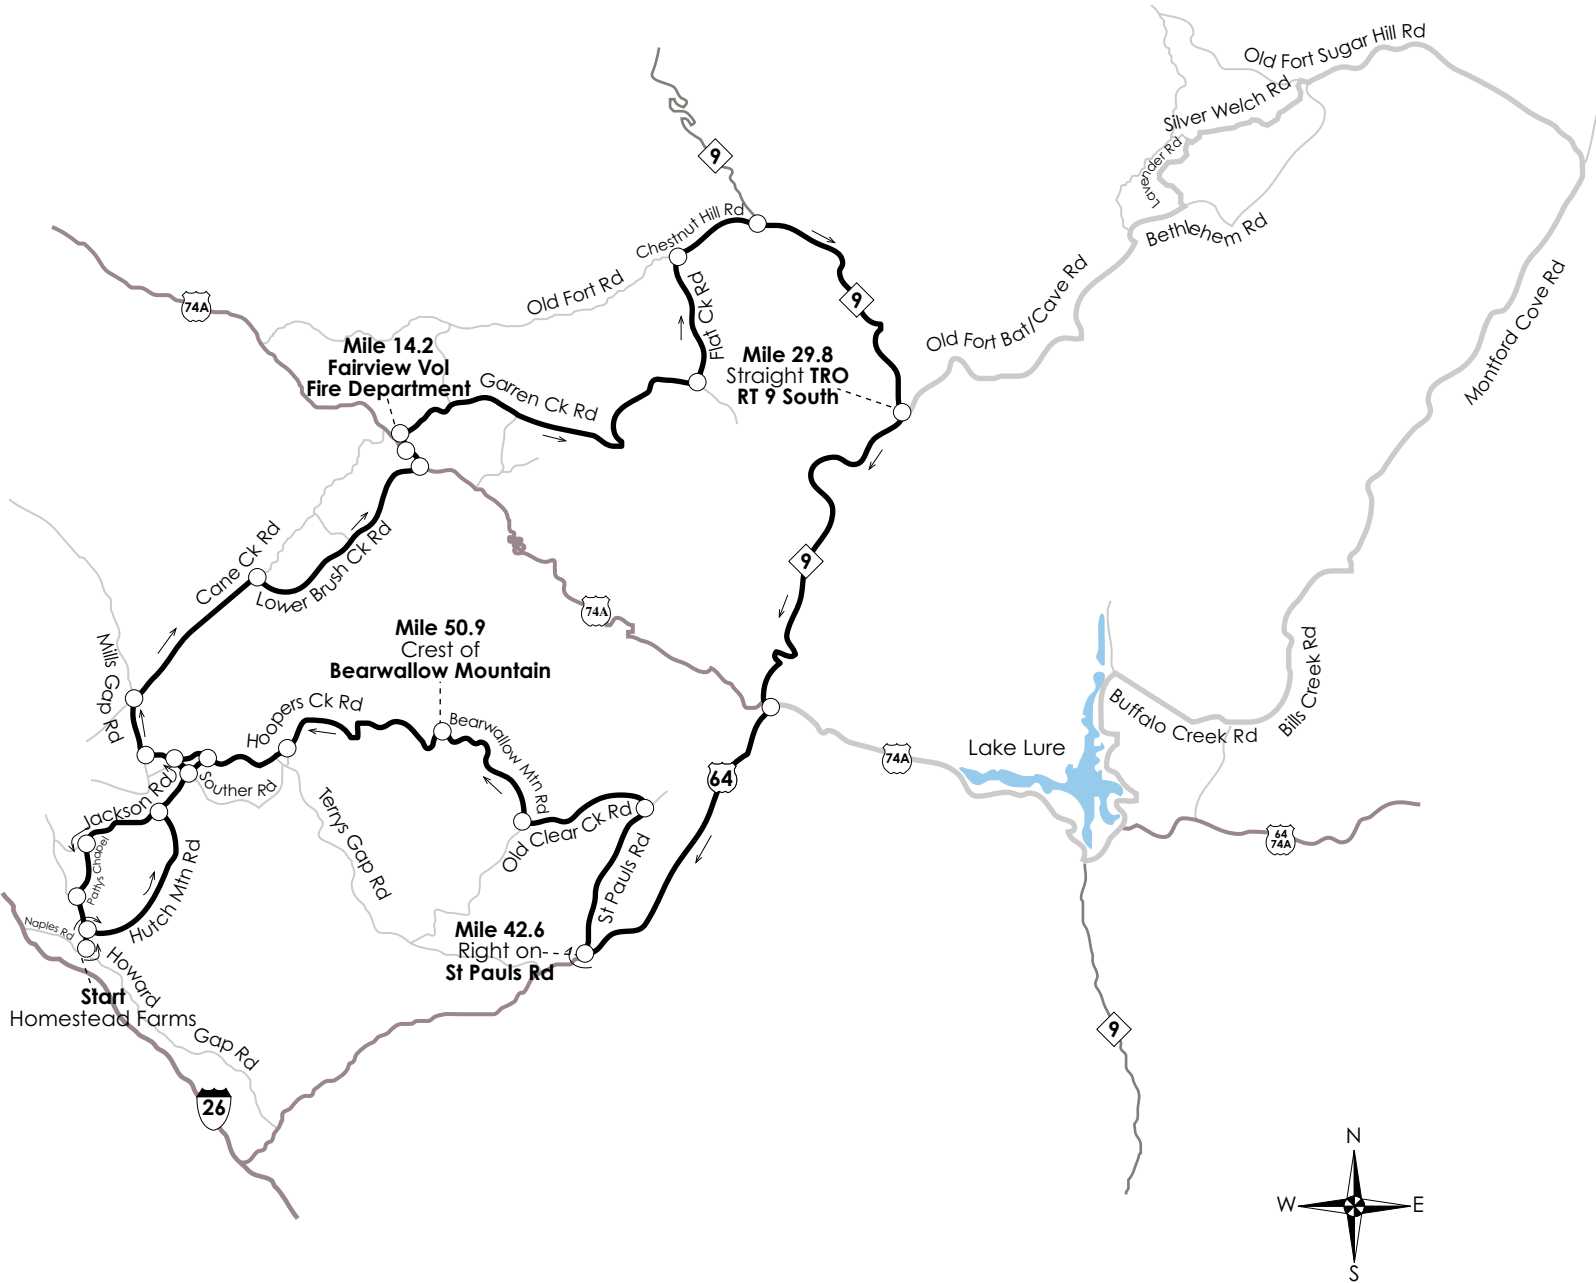 Old Fort Sugar Hill Rd
Silver Welch Rd
Lavender Rd
Bethlehem Rd
9
Chestnut Hill Rd
Old Fort Rd
Flat Ck Rd
9
Old Fort Bat/Cave Rd
Montford Cove Rd
74A
Mile 14.2
Fairview Vol
Fire Department
Garren Ck Rd
Mile 29.8
Straight TRO
RT 9 South
Cane Ck Rd
Lower Brush Ck Rd
9
74A
Mile 50.9
Crest of
Bearwallow Mountain
Mills Gap Rd
Hoopers Ck Rd
Bearwallow Mtn Rd
Souther Rd
Jackson Rd
Terrys Gap Rd
Old Clear Ck Rd
St Pauls Rd
64
74A
Lake Lure
Buffalo Creek Rd
Bills Creek Rd
64
74A
Pattys Chapel
Hutch Mtn Rd
Naples Rd
Howard
Gap Rd
Start
Homestead Farms
Mile 42.6
Right on
St Pauls Rd
9
26
N
W
E
S